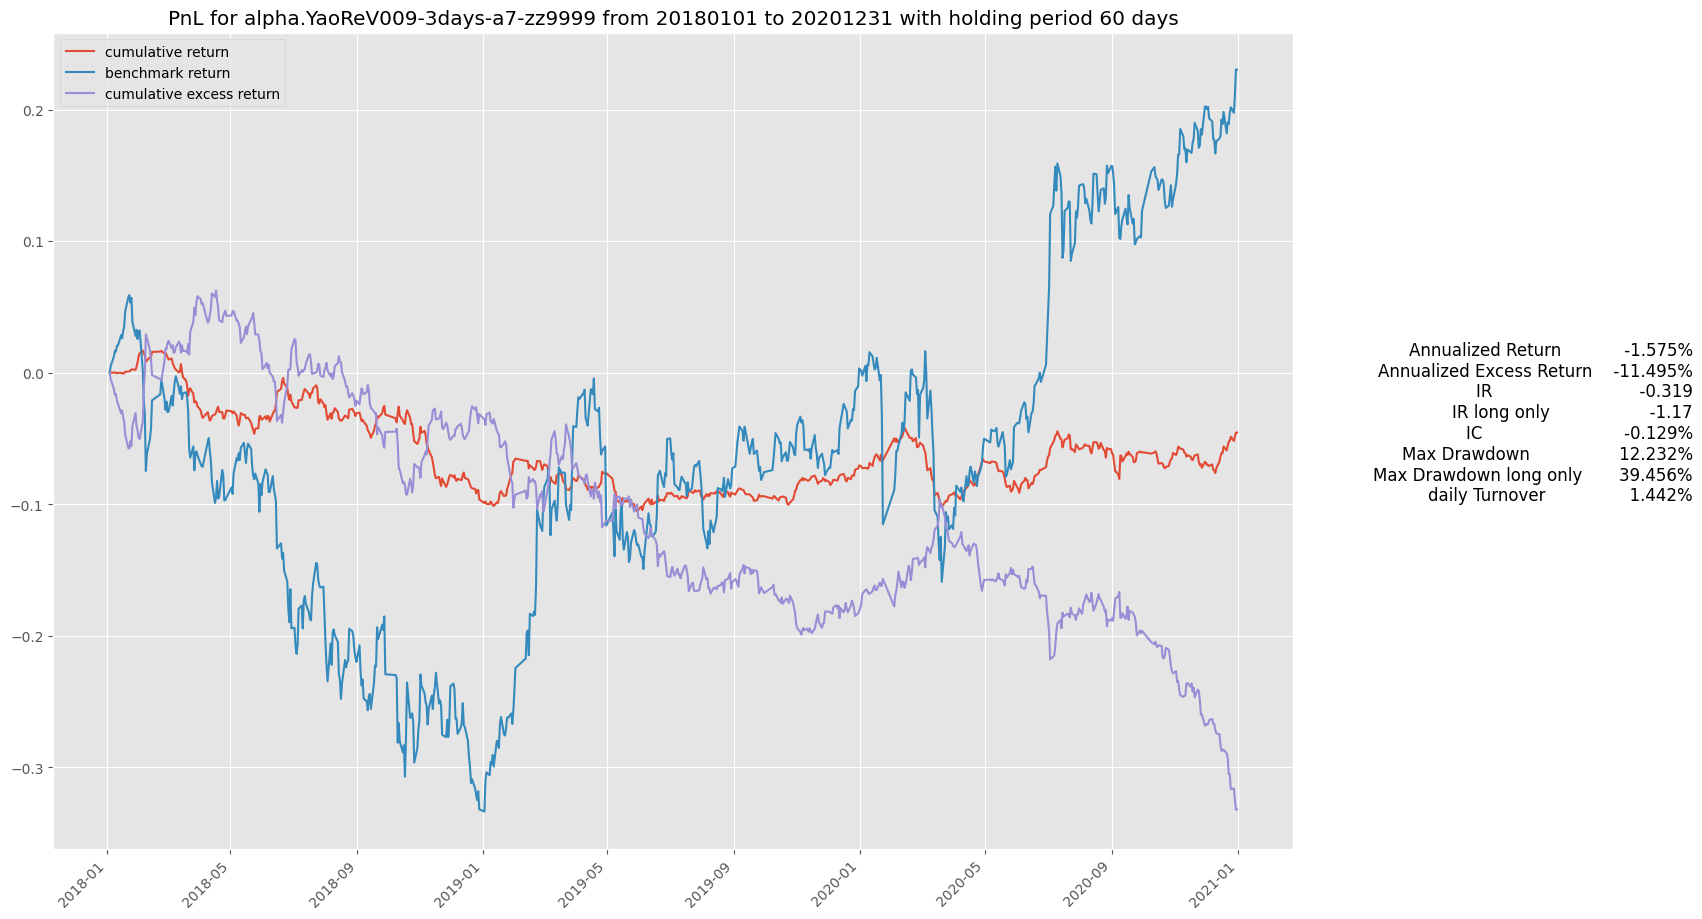 PnL for alpha.YaoReV009-3days-a7-zz9999 from 20180101 to 20201231 with holding period 60 days
cumulative return
benchmark return
cumulative excess return
0.2
0.1
0.0
−0.1
−0.2
−0.3
2018-01
2018-05
2018-09
2019-01
2019-05
2019-09
2020-01
2020-05
2020-09
2021-01
Annualized Return -1.575%
Annualized Excess Return -11.495%
IR -0.319
IR long only -1.17
IC -0.129%
Max Drawdown 12.232%
Max Drawdown long only 39.456%
daily Turnover 1.442%